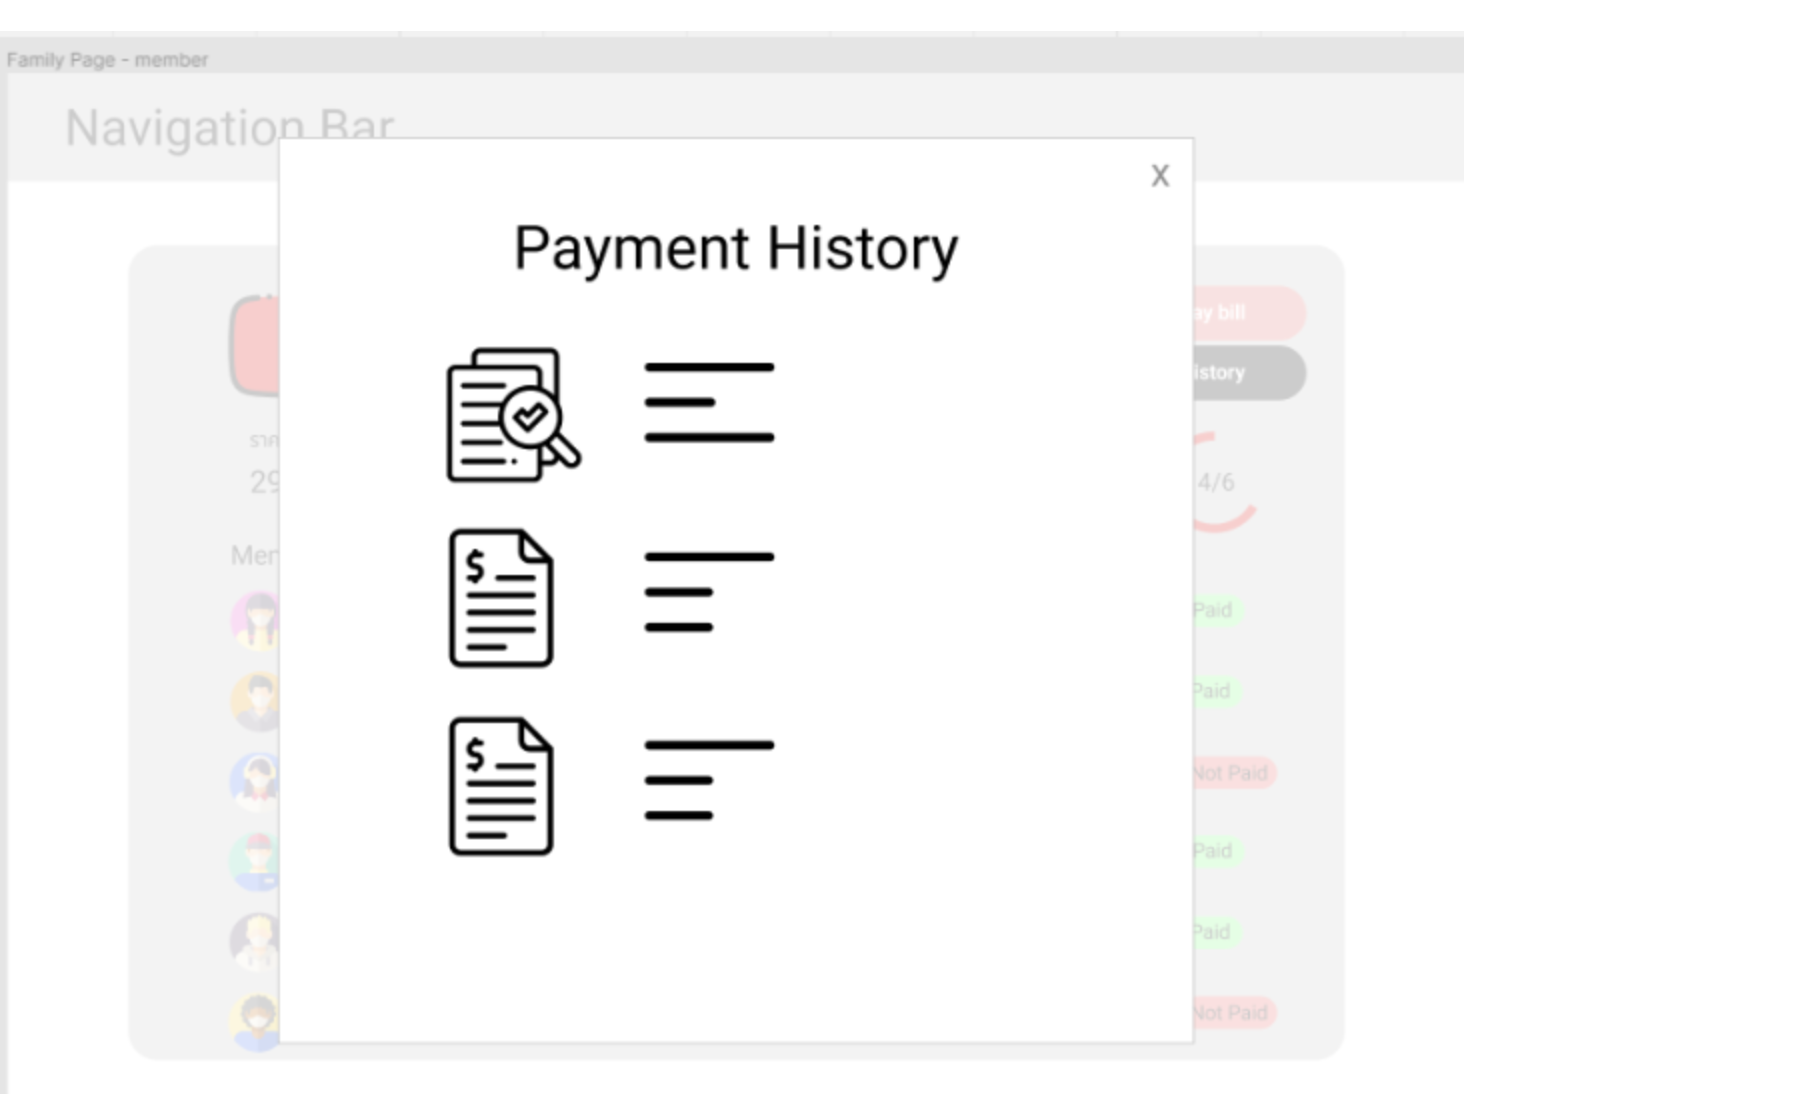 Family Page - member
Navigation Bar
x
Payment History
ay bill
istory
ราค
29
4/6
Mem
Paid
Paid
Not Paid
Paid
Paid
Not Paid
$
$